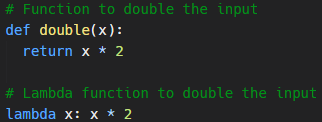 # Function to double the input
def double(x):
  return x * 2
# Lambda function to double the input
lambda x: x * 2